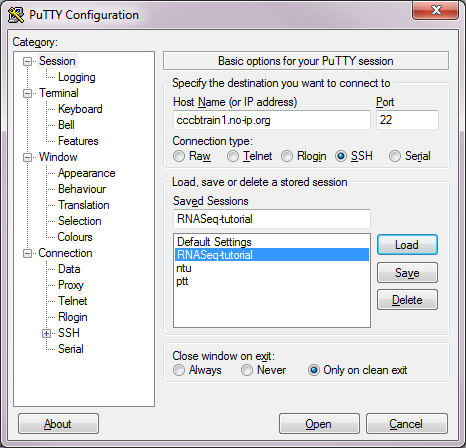 PuTTY Configuration
Category:
Session
Logging
Terminal
Keyboard
Bell
Features
Window
Appearance
Behaviour
Translation
Selection
Colours
Connection
Data
Proxy
Telnet
Rlogin
SSH
Serial
Basic options for your PuTTY session
Specify the destination you want to connect to
Host Name (or IP address) Port
cccbtrain1.no-ip.org 22
Connection type:
Raw Telnet Rlogin SSH Serial
Load, save or delete a stored session
Saved Sessions
RNASeq-tutorial
Default Settings
RNASeq-tutorial
ntu
ptt
Load
Save
Delete
Close window on exit:
Always Never Only on clean exit
About Open Cancel